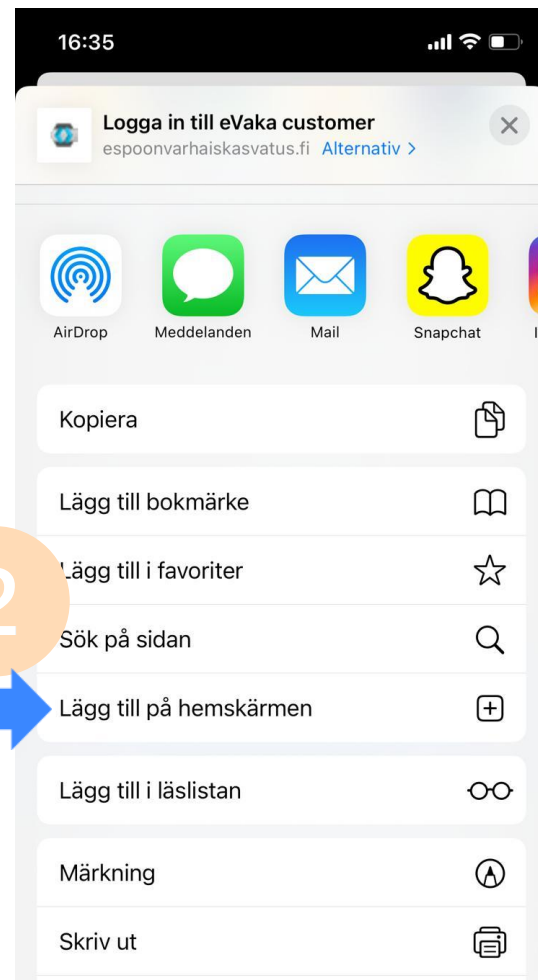 16:35
Logga in till eVaka customer
espoonvarhaiskasvatus.fi Alternativ >
AirDrop Meddelanden Mail Snapchat
Kopiera
Lägg till bokmärke
Lägg till i favoriter
2
Sök på sidan
Lägg till på hemskärmen
Lägg till i läslistan
Märkning
Skriv ut